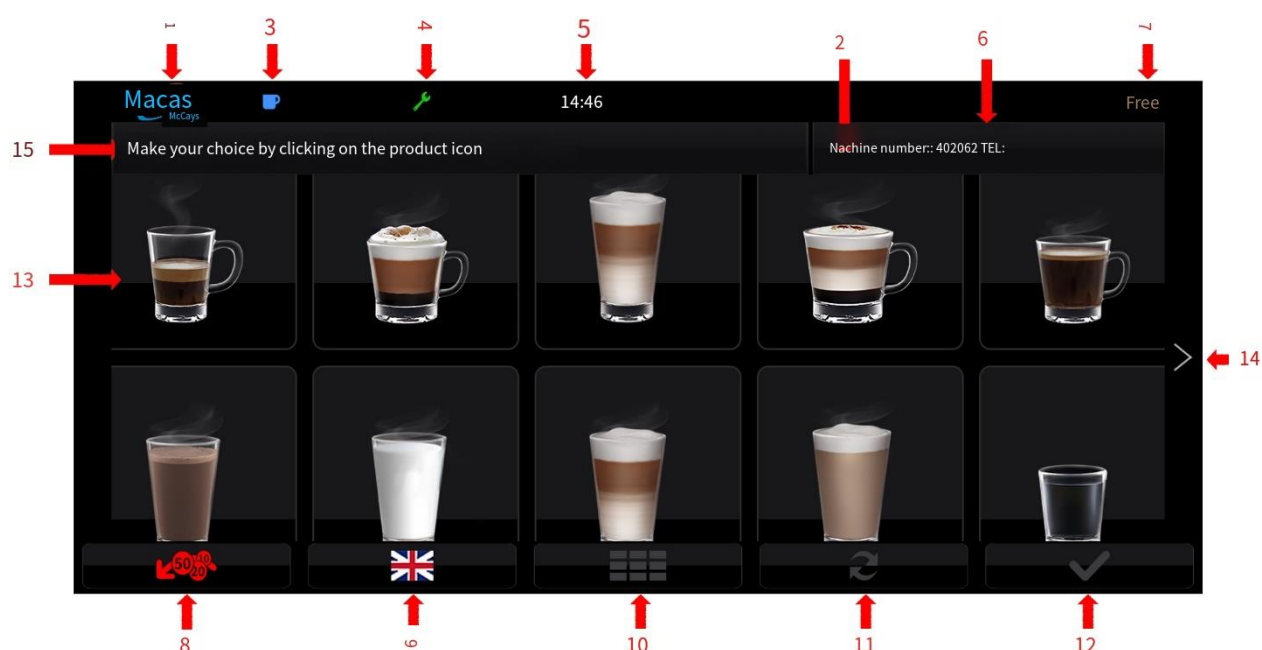 1 3 4 5 2 6 7
Macas
McCays
14:46
Free
15
Make your choice by clicking on the product icon
Nachine number:: 402062 TEL:
13
14
50 10
20
8 9 10 11 12